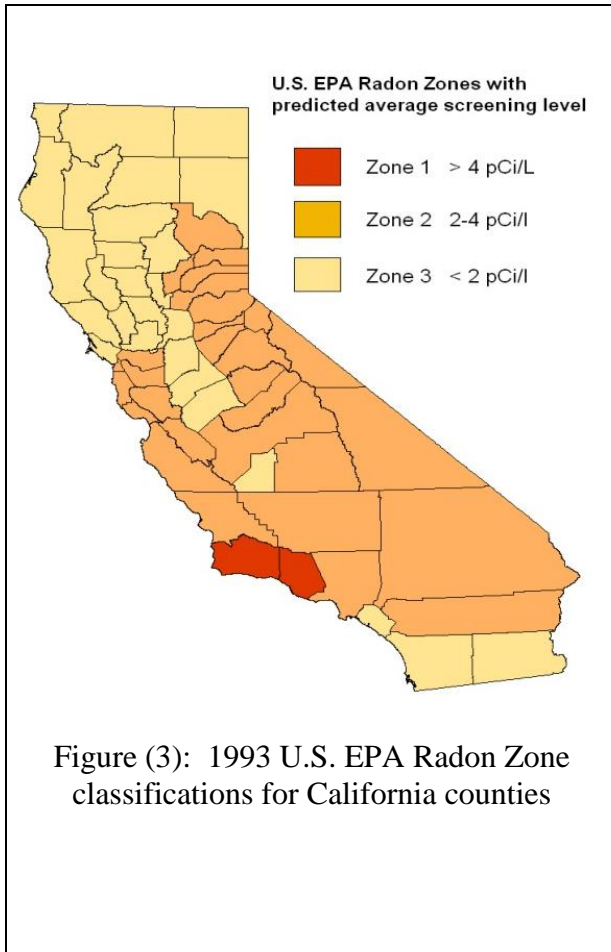 U.S. EPA Radon Zones with
predicted average screening level
Zone 1 > 4 pCi/L
Zone 2 2-4 pCi/l
Zone 3 < 2 pCi/l
Figure (3): 1993 U.S. EPA Radon Zone
classifications for California counties